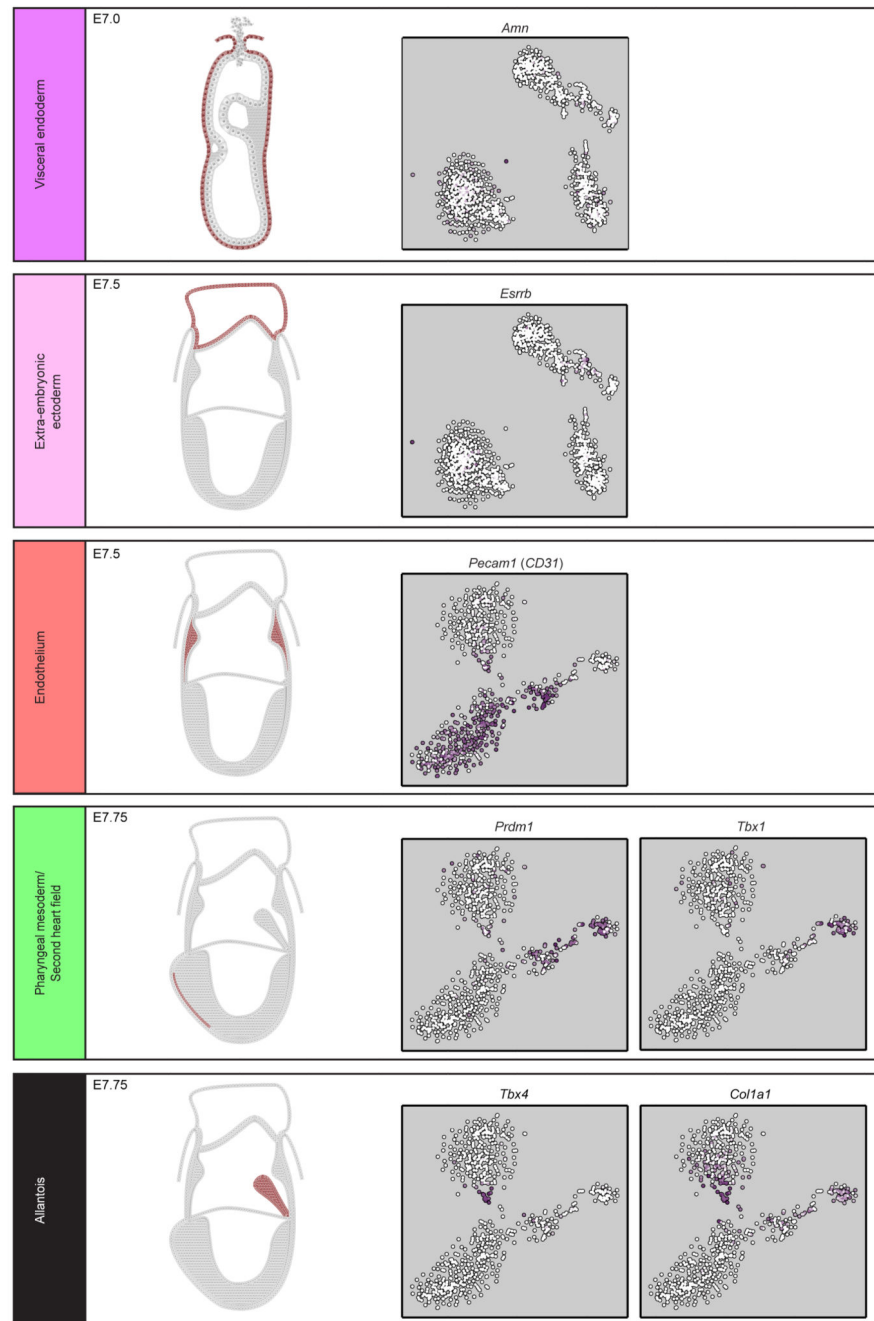 E7.0
Visceral endoderm
Amn
E7.5
Extra-embryonic
ectoderm
Esrrb
E7.5
Endothelium
Pecam1 (CD31)
E7.75
Pharyngeal mesoderm/
Second heart field
Prdm1
Tbx1
E7.75
Allantois
Tbx4
Col1a1